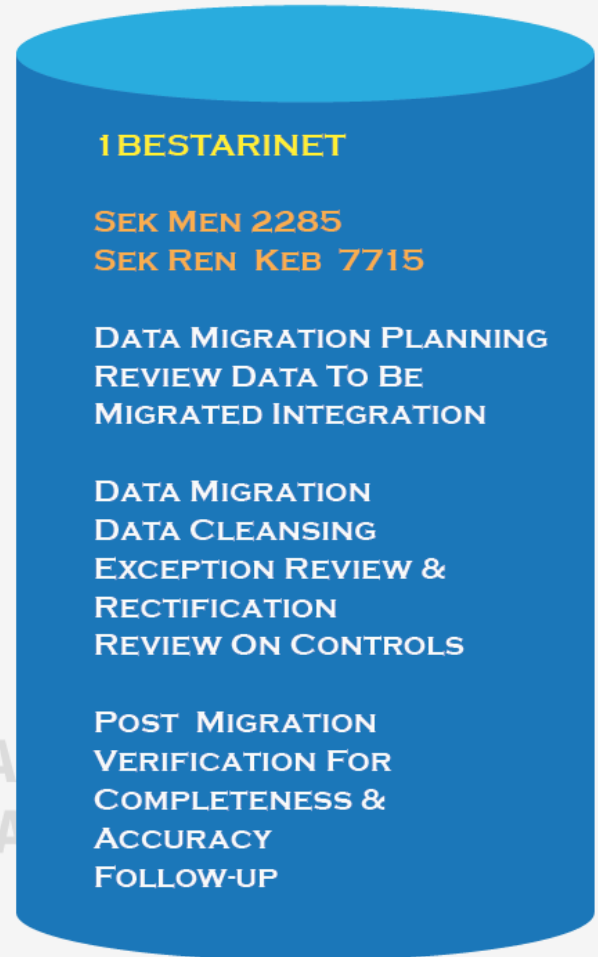 1BESTARINET
SEK MEN 2285
SEK REN KEB 7715
DATA MIGRATION PLANNING
REVIEW DATA TO BE
MIGRATED INTEGRATION
DATA MIGRATION
DATA CLEANSING
EXCEPTION REVIEW &
RECTIFICATION
REVIEW ON CONTROLS
POST MIGRATION
VERIFICATION FOR
COMPLETENESS &
ACCURACY
FOLLOW-UP